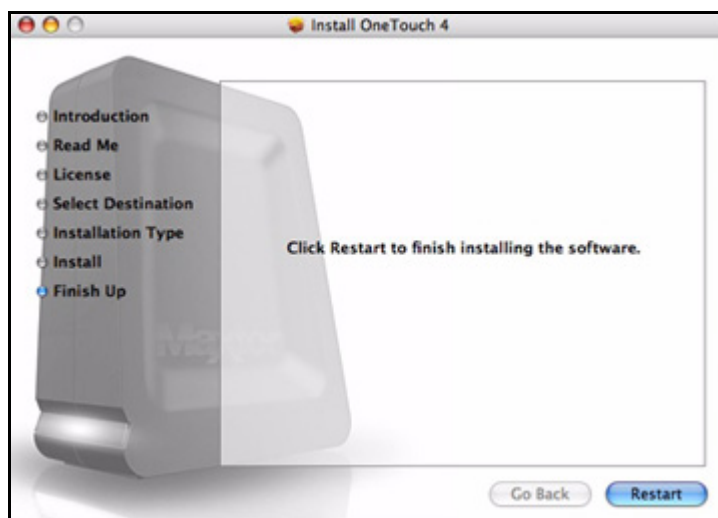 Install OneTouch 4
Introduction
Read Me
License
Select Destination
Installation Type
Install
Finish Up
Click Restart to finish installing the software.
Maxtor
Go Back
Restart